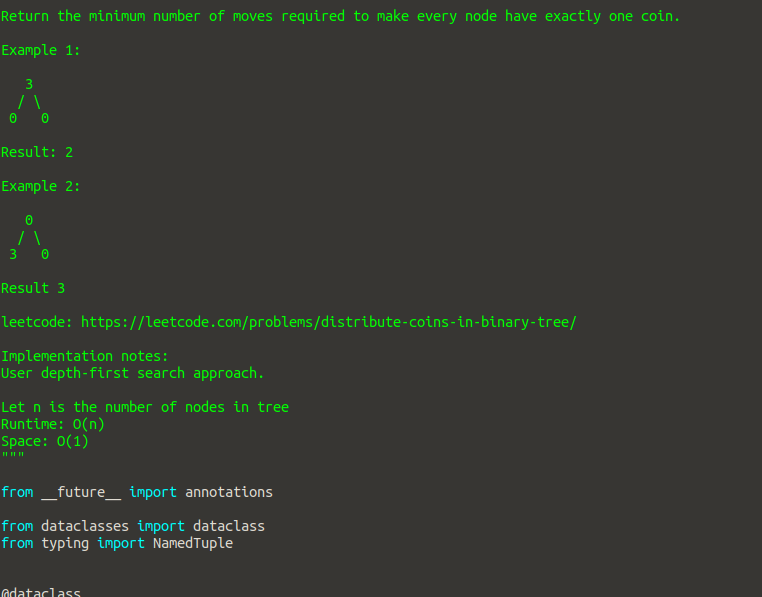 Return the minimum number of moves required to make every node have exactly one coin.
Example 1:
3
/ \
0 0
Result: 2
Example 2:
0
/ \
3 0
Result 3
leetcode: https://leetcode.com/problems/distribute-coins-in-binary-tree/
Implementation notes:
User depth-first search approach.
Let n is the number of nodes in tree
Runtime: O(n)
Space: O(1)
"""
from __future__ import annotations
from dataclasses import dataclass
from typing import NamedTuple
@dataclass